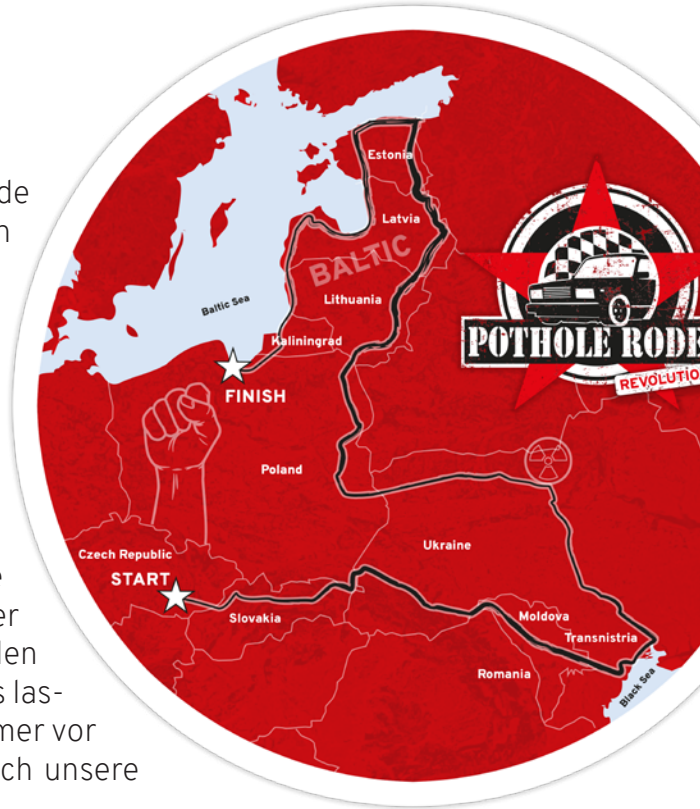 de
n
Estonia
Latvia
BALTIC
Lithuania
Baltic Sea
Kaliningrad
POTHOLE RODE
REVOLUTIO
FINISH
Poland
Ukraine
Czech Republic
START
Slovakia
Moldova
Transnistria
Romania
Black Sea
er
den
s las-
mer vor
ch unsere